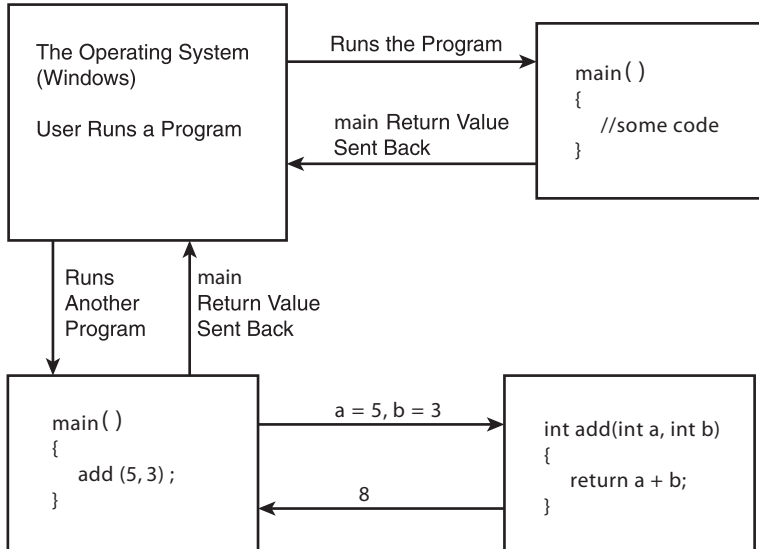 The Operating System
(Windows)
User Runs a Program
Runs the Program
main Return Value
Sent Back
main( )
{
//some code
}
Runs
Another
Program
main
Return Value
Sent Back
main( )
{
add (5, 3) ;
}
a = 5, b = 3
8
int add(int a, int b)
{
return a + b;
}